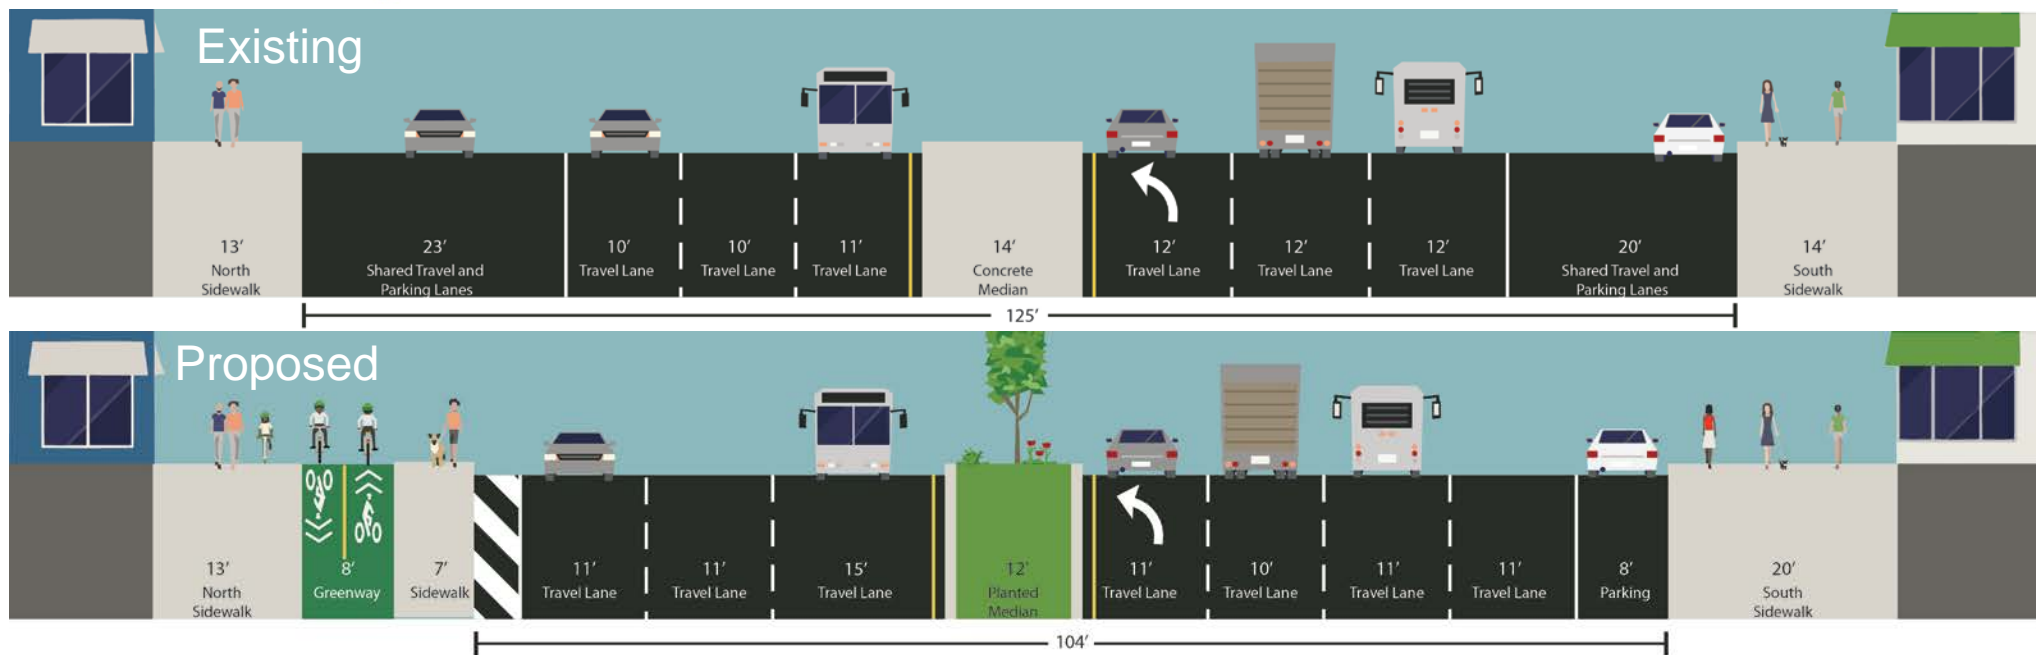 Existing
13'
North
Sidewalk
23'
Shared Travel and
Parking Lanes
10'
Travel Lane
10'
Travel Lane
11'
Travel Lane
14'
Concrete
Median
12'
Travel Lane
12'
Travel Lane
12'
Travel Lane
20'
Shared Travel and
Parking Lanes
14'
South
Sidewalk
125'
Proposed
13'
North
Sidewalk
8'
Greenway
7'
Sidewalk
11'
Travel Lane
11'
Travel Lane
15'
Travel Lane
12'
Planted
Median
11'
Travel Lane
10'
Travel Lane
11'
Travel Lane
11'
Travel Lane
8'
Parking
20'
South
Sidewalk
104'